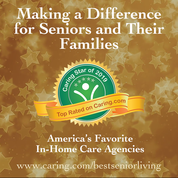 Making a Difference
for Seniors and Their
Families
Caring Star of 2019
Top Rated on Caring.com
America's Favorite
In-Home Care Agencies
www.caring.com/bestseniorliving